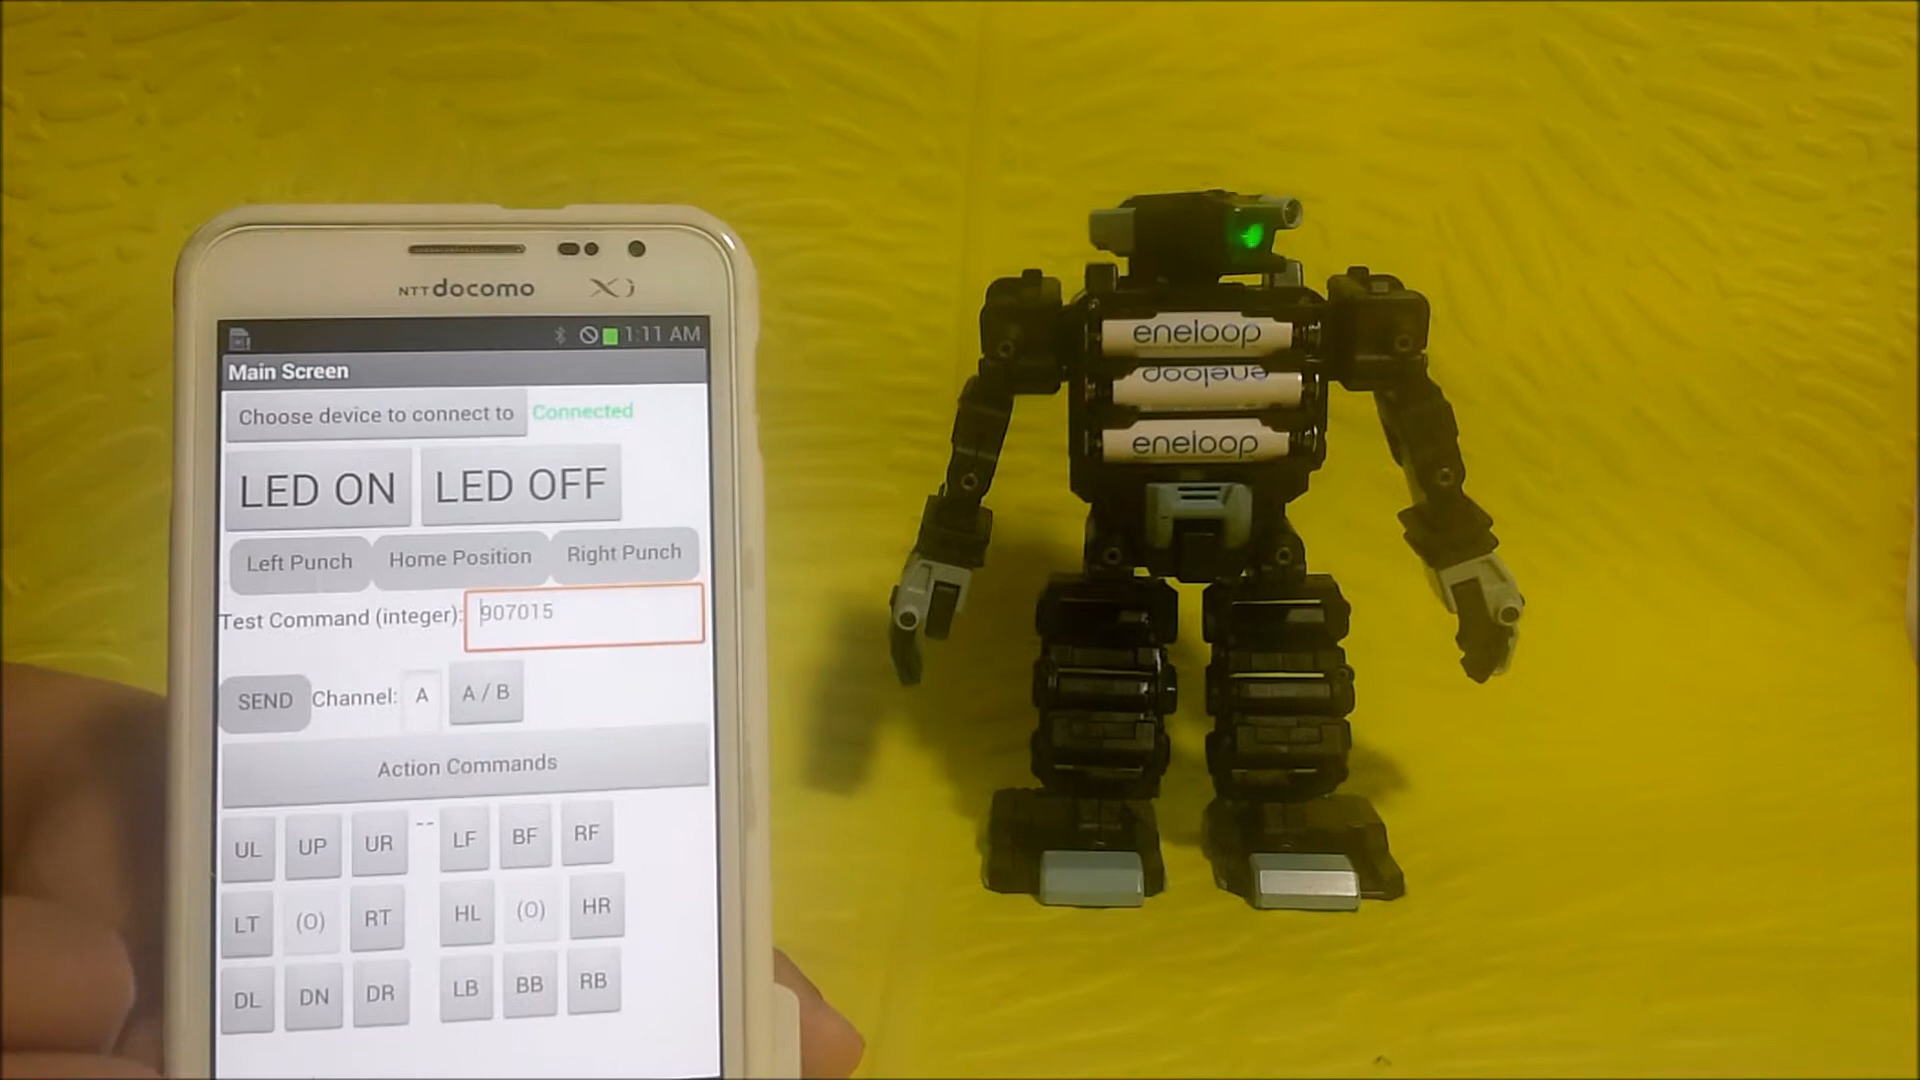 NTT docomo Xi
1:11 AM
Main Screen
Choose device to connect to Connected
LED ON LED OFF
Left Punch Home Position Right Punch
Test Command (integer): 907015
SEND Channel: A A / B
Action Commands
UL UP UR -- LF BF RF
LT (O) RT HL (O) HR
DL DN DR LB BB RB
eneloop
eneloop
eneloop